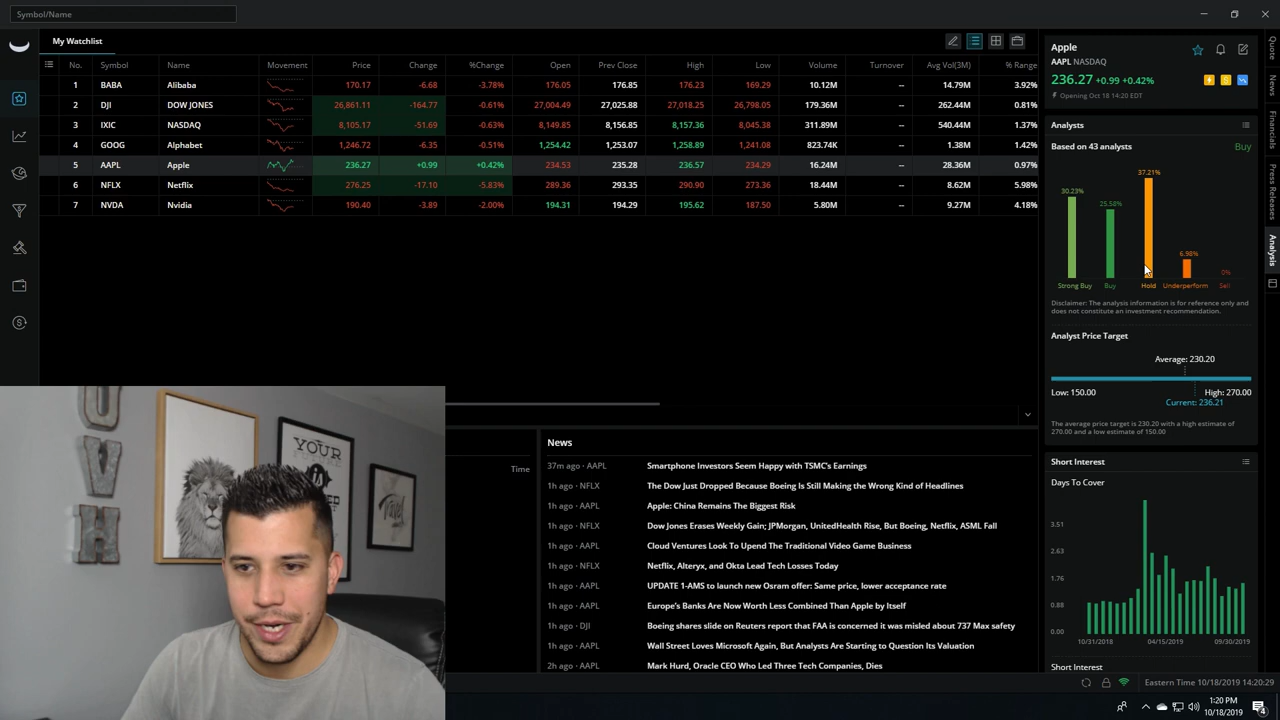 Symbol/Name
My Watchlist
No. Symbol Name Movement Price Change %Change Open Prev Close High Low Volume Turnover Avg Vol(3M) % Range
1 BABA Alibaba 170.17 -6.68 -3.78% 176.05 176.85 176.23 169.29 10.12M -- 14.79M 3.92%
2 DJI DOW JONES 26,861.11 -164.77 -0.61% 27,004.49 27,025.88 27,018.25 26,798.05 179.36M -- 262.44M 0.81%
3 IXIC NASDAQ 8,105.17 -51.69 -0.63% 8,149.85 8,156.85 8,157.36 8,045.38 311.89M -- 540.44M 1.37%
4 GOOG Alphabet 1,246.72 -6.35 -0.51% 1,254.42 1,253.07 1,258.89 1,241.08 823.74K -- 1.38M 1.42%
5 AAPL Apple 236.27 +0.99 +0.42% 234.53 235.28 236.57 234.29 16.24M -- 28.36M 0.97%
6 NFLX Netflix 276.25 -17.10 -5.83% 289.36 293.35 290.90 273.36 18.44M -- 8.62M 5.98%
7 NVDA Nvidia 190.40 -3.89 -2.00% 194.31 194.29 195.62 187.50 5.80M -- 9.27M 4.18%
Apple
AAPL NASDAQ
236.27 +0.99 +0.42%
Opening Oct 18 14:20 EDT
Analysts
Based on 43 analysts Buy
37.21%
30.23%
25.58%
6.98%
0%
Strong Buy Buy Hold Underperform Sell
Disclaimer: The analysis information is for reference only and
does not constitute an investment recommendation.
Analyst Price Target
Average: 230.20
Low: 150.00 High: 270.00
Current: 236.21
The average price target is 230.20 with a high estimate of
270.00 and a low estimate of 150.00
Short Interest
Days To Cover
3.51
2.63
1.76
0.88
0.00
10/31/2018 04/15/2019 09/30/2019
Short Interest
Quote
News
Financials
Press Releases
Analysis
Time
News
37m ago · AAPL Smartphone Investors Seem Happy with TSMC's Earnings
1h ago · NFLX The Dow Just Dropped Because Boeing Is Still Making the Wrong Kind of Headlines
1h ago · AAPL Apple: China Remains The Biggest Risk
1h ago · NFLX Dow Jones Erases Weekly Gain; JPMorgan, UnitedHealth Rise, But Boeing, Netflix, ASML Fall
1h ago · AAPL Cloud Ventures Look To Upend The Traditional Video Game Business
1h ago · NFLX Netflix, Alteryx, and Okta Lead Tech Losses Today
1h ago · AAPL UPDATE 1-AMS to launch new Osram offer: Same price, lower acceptance rate
1h ago · AAPL Europe's Banks Are Now Worth Less Combined Than Apple by Itself
1h ago · DJI Boeing shares slide on Reuters report that FAA is concerned it was misled about 737 Max safety
1h ago · AAPL Wall Street Loves Microsoft Again, But Analysts Are Starting to Question Its Valuation
2h ago · AAPL Mark Hurd, Oracle CEO Who Led Three Tech Companies, Dies
Eastern Time 10/18/2019 14:20:29
1:20 PM
10/18/2019
4
YOUR